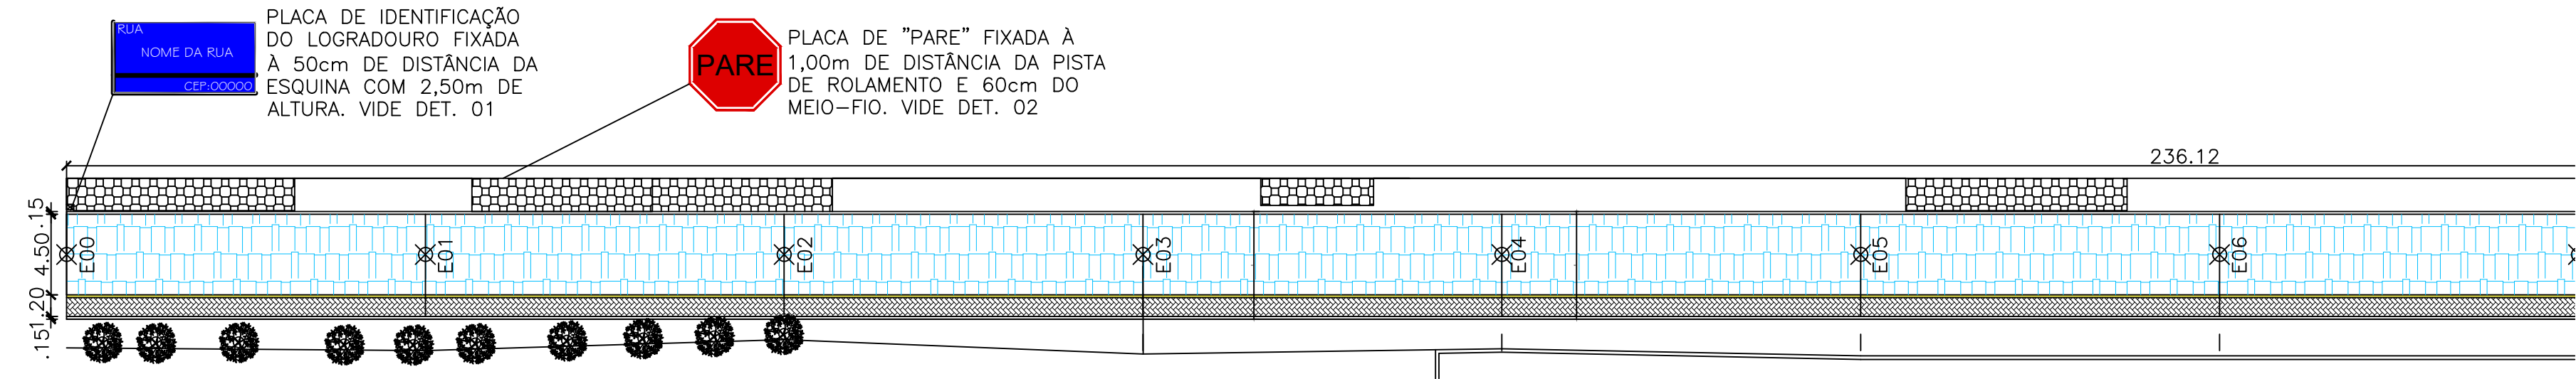 RUA
NOME DA RUA
CEP:00000
PLACA DE IDENTIFICAÇÃO
DO LOGRADOURO FIXADA
À 50cm DE DISTÂNCIA DA
ESQUINA COM 2,50m DE
ALTURA. VIDE DET. 01
PARE
PLACA DE "PARE" FIXADA À
1,00m DE DISTÂNCIA DA PISTA
DE ROLAMENTO E 60cm DO
MEIO-FIO. VIDE DET. 02
236.12
.15
4.50
1.20
.15
E00
E01
E02
E03
E04
E05
E06